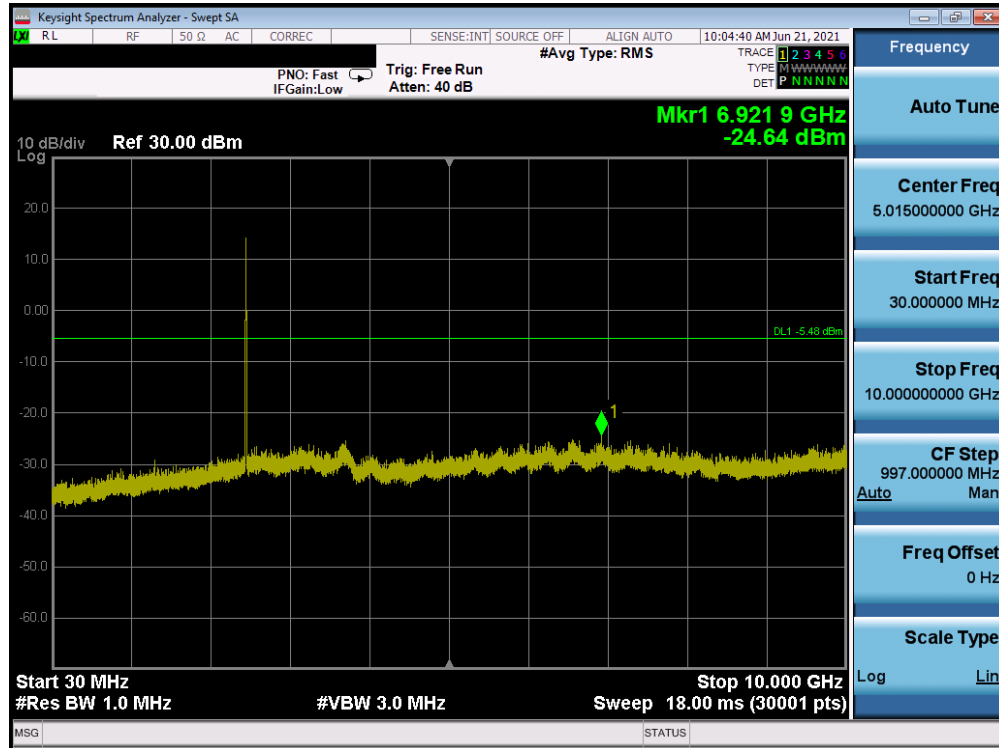 Keysight Spectrum Analyzer - Swept SA
LXI RL RF 50 Ω AC CORREC SENSE:INT SOURCE OFF ALIGN AUTO 10:04:40 AM Jun 21, 2021
#Avg Type: RMS
PNO: Fast
IFGain:Low
Trig: Free Run
Atten: 40 dB
TRACE 1 2 3 4 5 6
TYPE M WWWWW
DET P N N N N N
Mkr1 6.921 9 GHz
-24.64 dBm
10 dB/div
Log
Ref 30.00 dBm
20.0
10.0
0.00
DL1 -5.48 dBm
-10.0
-20.0
1
-30.0
-40.0
-50.0
-60.0
Start 30 MHz
Stop 10.000 GHz
#Res BW 1.0 MHz
#VBW 3.0 MHz
Sweep 18.00 ms (30001 pts)
MSG
STATUS
Frequency
Auto Tune
Center Freq
5.015000000 GHz
Start Freq
30.000000 MHz
Stop Freq
10.000000000 GHz
CF Step
997.000000 MHz
Auto Man
Freq Offset
0 Hz
Scale Type
Log Lin